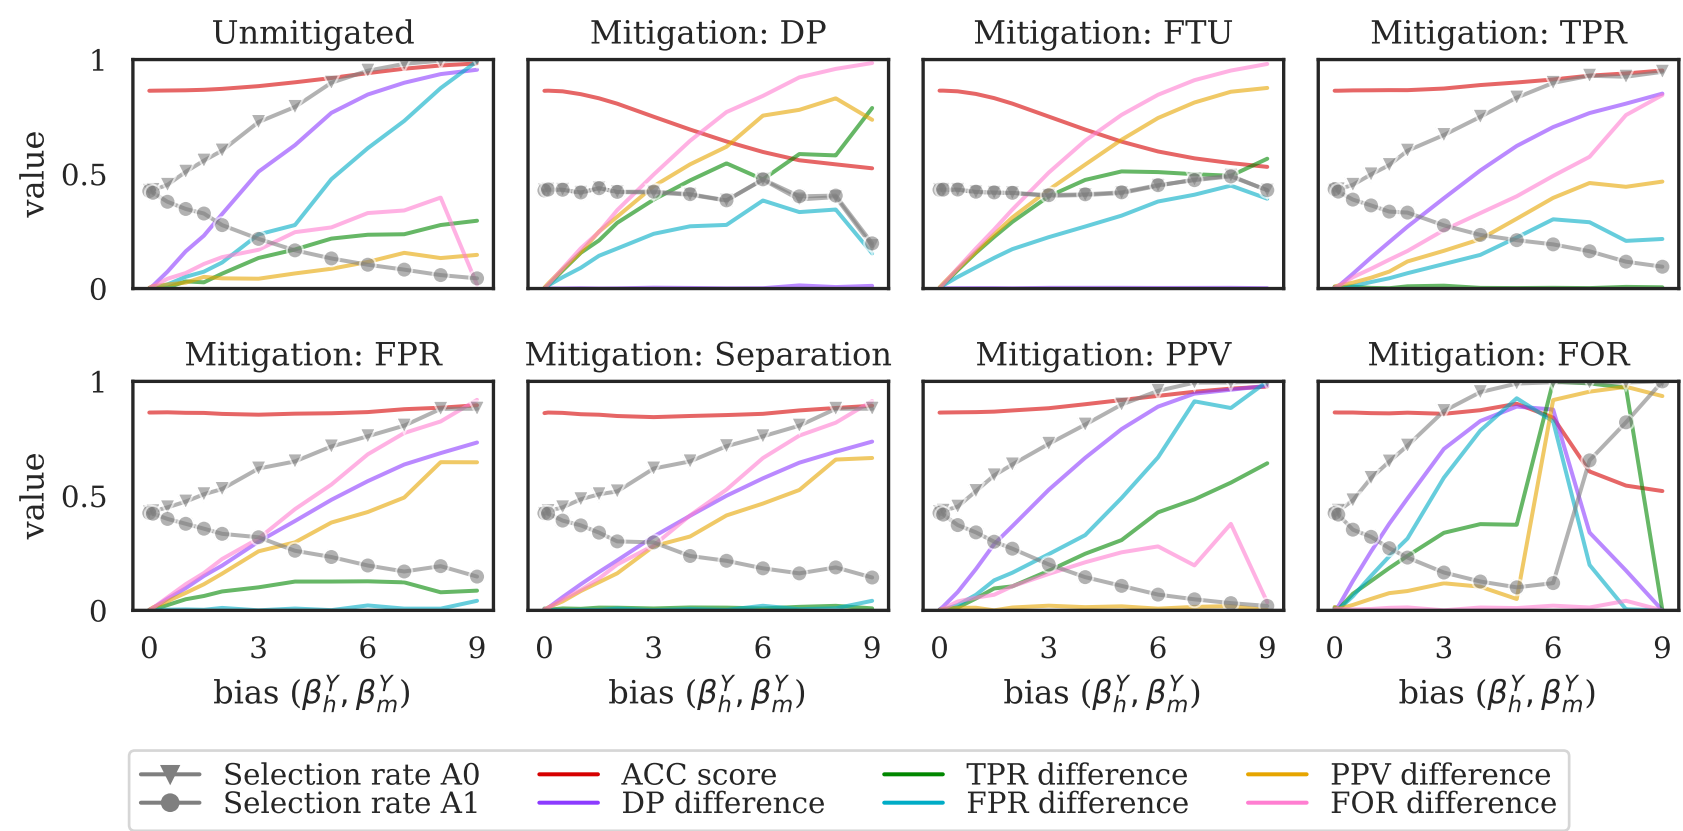 Unmitigated
Mitigation: DP
Mitigation: FTU
Mitigation: TPR
value
1
0.5
0
Mitigation: FPR
Mitigation: Separation
Mitigation: PPV
Mitigation: FOR
value
1
0.5
0
0 3 6 9
0 3 6 9
0 3 6 9
0 3 6 9
bias (β_h^Y, β_m^Y)
bias (β_h^Y, β_m^Y)
bias (β_h^Y, β_m^Y)
bias (β_h^Y, β_m^Y)
Selection rate A0
Selection rate A1
ACC score
DP difference
TPR difference
FPR difference
PPV difference
FOR difference